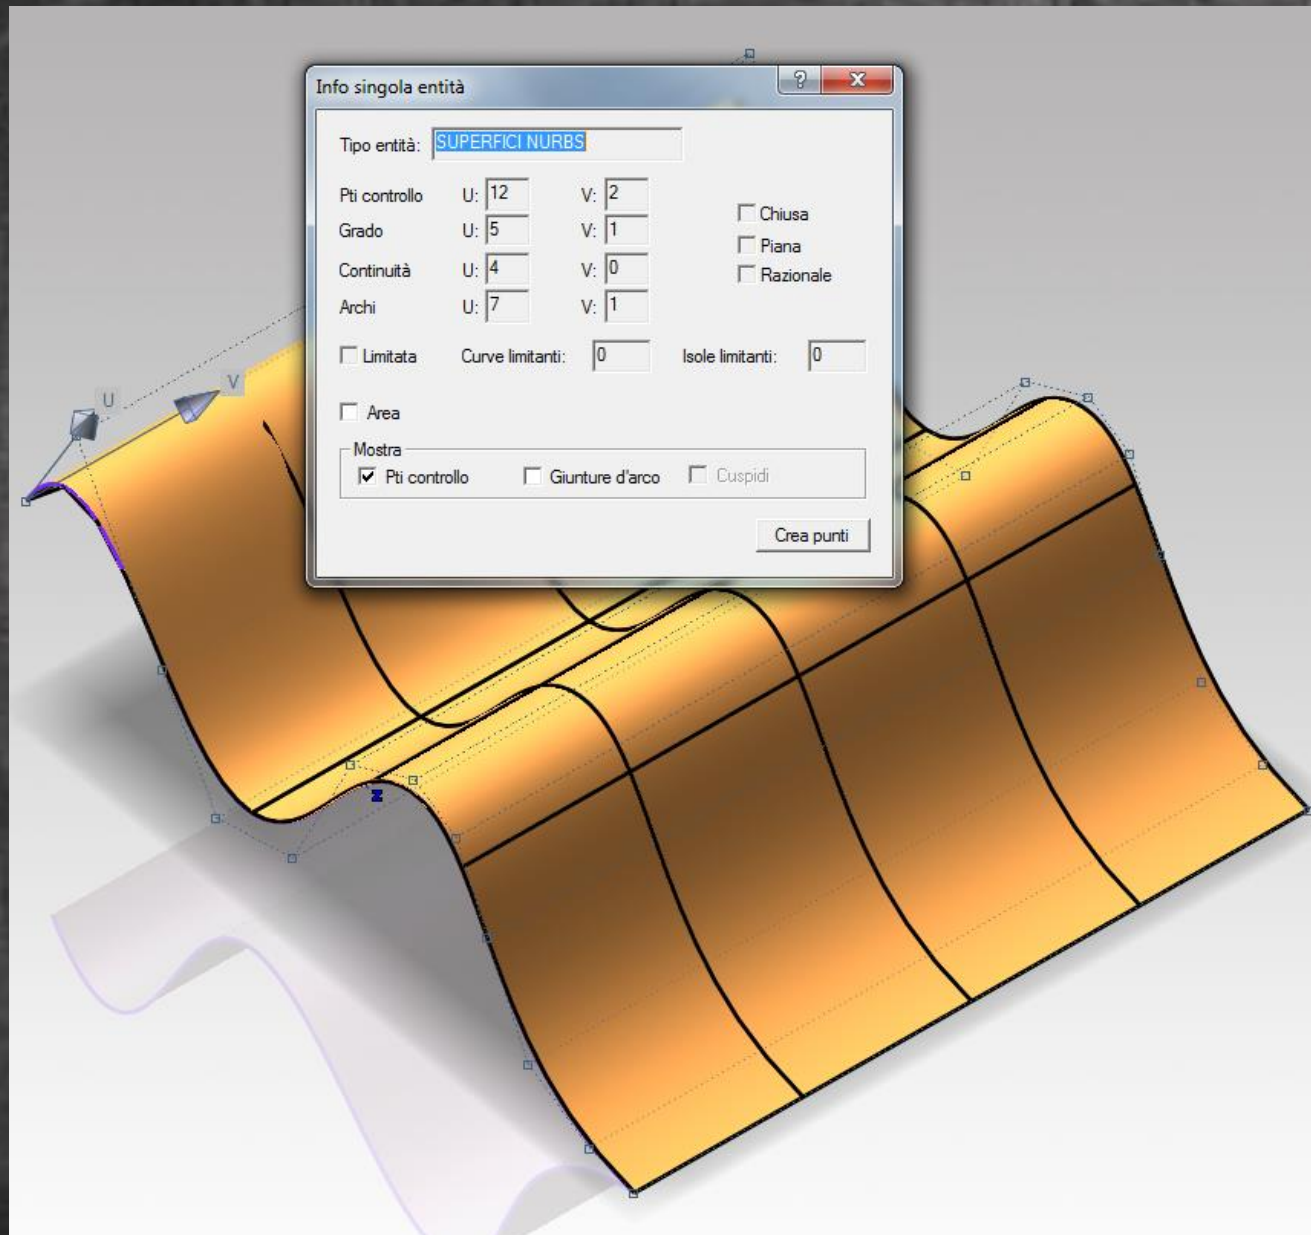 Info singola entità
Tipo entità: SUPERFICI NURBS
Pti controllo U: 12 V: 2
Grado U: 5 V: 1
Continuità U: 4 V: 0
Archi U: 7 V: 1
Chiusa
Piana
Razionale
Limitata Curve limitanti: 0 Isole limitanti: 0
Area
Mostra
Pti controllo Giunture d'arco Cuspidi
Crea punti
U
V
z